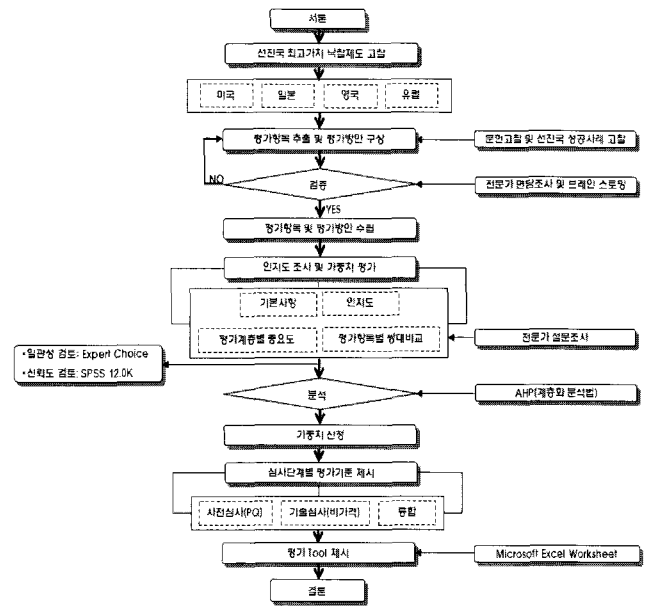 서론
선진국 최고가치 낙찰제도 고찰
미국 일본 영국 유럽
평가항목 추출 및 평가방안 구상
문헌고찰 및 선진국 성공사례 고찰
NO
검증
전문가 면담조사 및 브레인 스토밍
YES
평가항목 및 평가방안 수립
인지도 조사 및 가중치 평가
기본사항 인지도
평가계층별 중요도 평가항목별 쌍대비교
전문가 설문조사
•일관성 검토: Expert Choice
•신뢰도 검토: SPSS 12.0K
분석
AHP(계층화 분석법)
가중치 산정
심사단계별 평가기준 제시
사전심사(PQ) 기술심사(비가격) 통합
평가 Tool 제시
Microsoft Excel Worksheet
결론